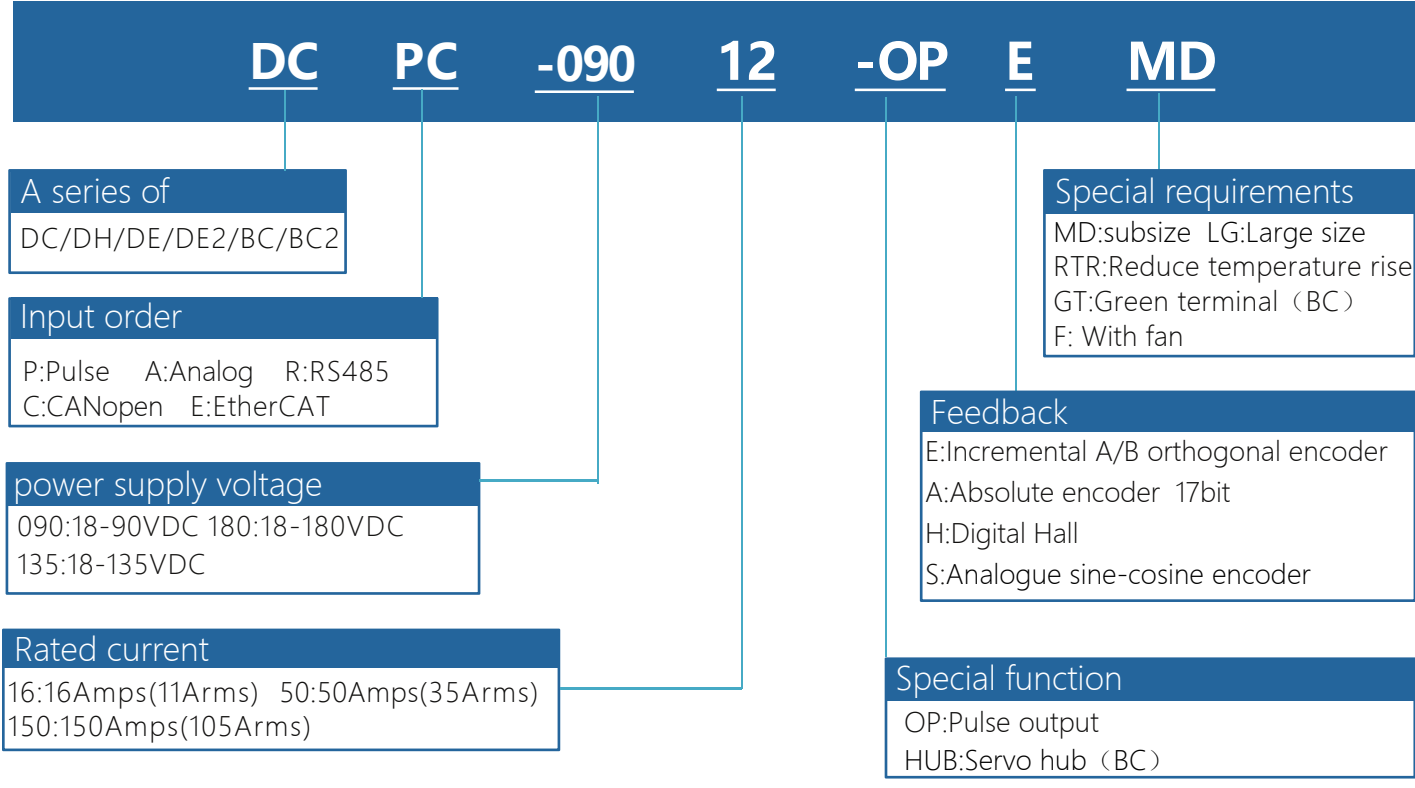 DC PC -090 12 -OP E MD
A series of
DC/DH/DE/DE2/BC/BC2
Input order
P:Pulse A:Analog R:RS485
C:CANopen E:EtherCAT
power supply voltage
090:18-90VDC 180:18-180VDC
135:18-135VDC
Rated current
16:16Amps(11Arms) 50:50Amps(35Arms)
150:150Amps(105Arms)
Special requirements
MD:subsize LG:Large size
RTR:Reduce temperature rise
GT:Green terminal（BC）
F: With fan
Feedback
E:Incremental A/B orthogonal encoder
A:Absolute encoder 17bit
H:Digital Hall
S:Analogue sine-cosine encoder
Special function
OP:Pulse output
HUB:Servo hub（BC）